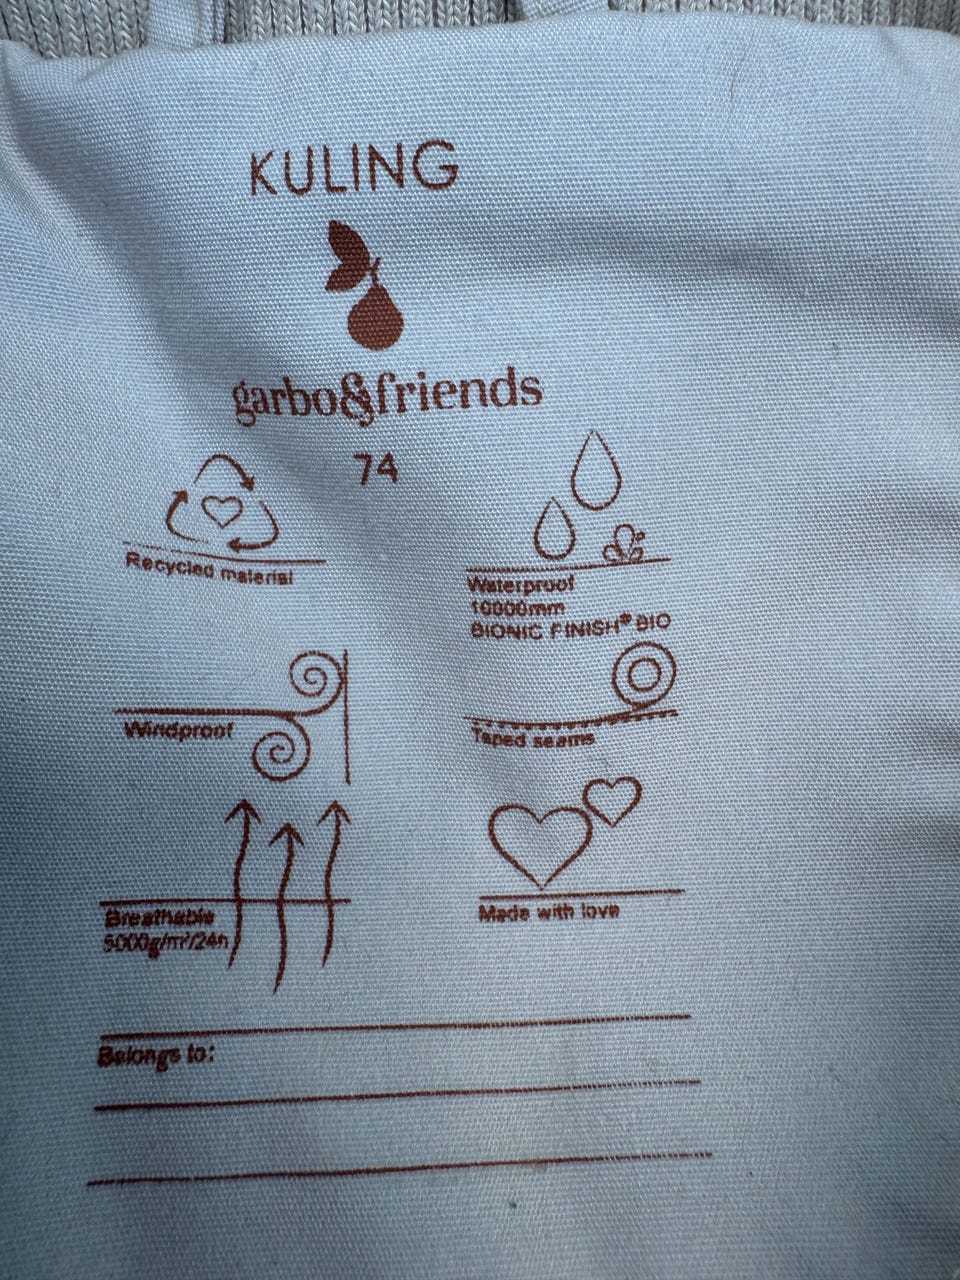 KULING
garbo&friends
74
Recycled material
Waterproof
10000mm
BIONIC FINISH® BIO
Windproof
Taped seams
Breathable
5000g/m²/24h
Made with love
Belongs to: